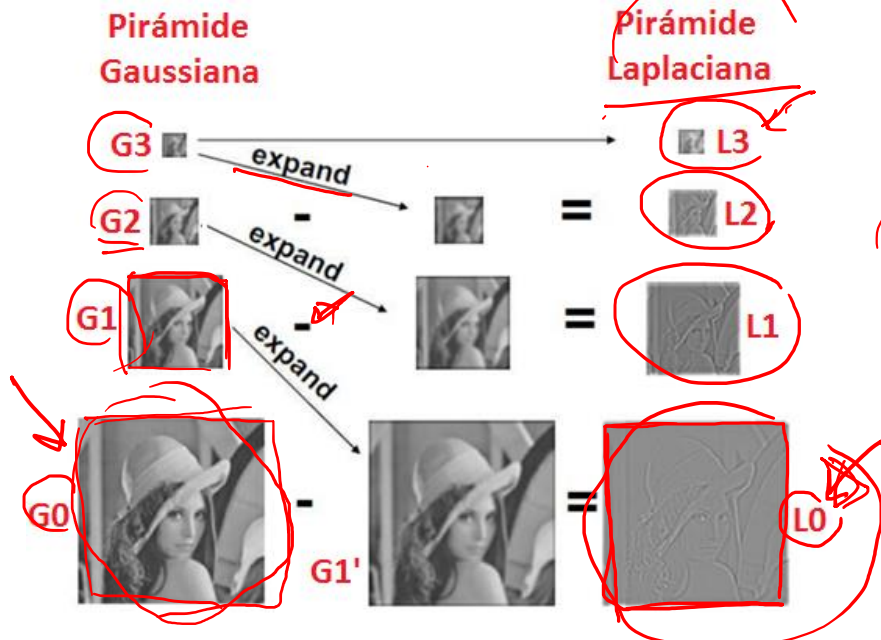 Pirámide
Gaussiana
Pirámide
Laplaciana
G3
expand
L3
G2
-
=
L2
expand
G1
-
=
L1
expand
G0
-
G1'
=
L0